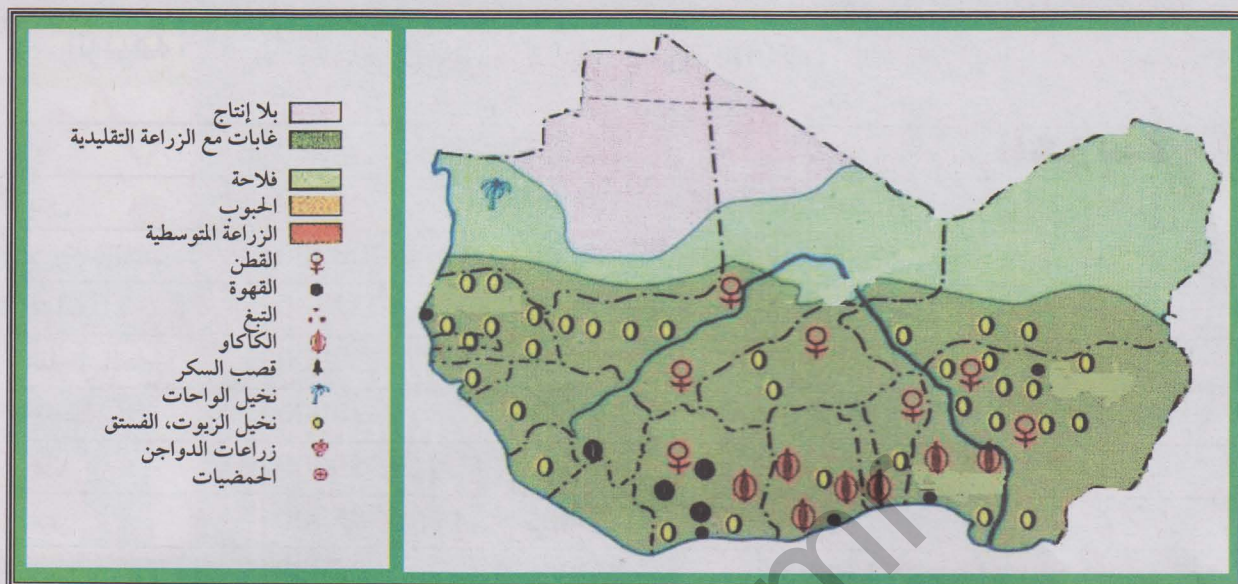 بلا إنتاج
غابات مع الزراعة التقليدية
فلاحة
الحبوب
الزراعة المتوسطية
القطن
القهوة
التبغ
الكاكاو
قصب السكر
نخيل الواحات
نخيل الزيوت، الفستق
زراعات الدواجن
الحمضيات